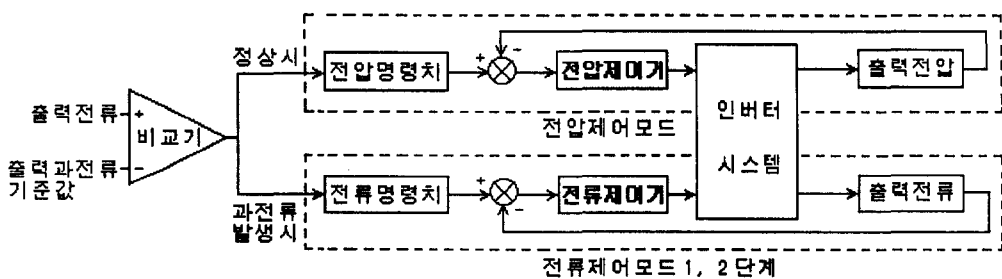 정상시
전압명령치
+
−
전압제어기
출력전압
출력전류
+
비교기
출력과전류
기준값
−
인버터
시스템
전압제어모드
과전류
발생시
전류명령치
+
−
전류제어기
출력전류
전류제어모드 1, 2단계